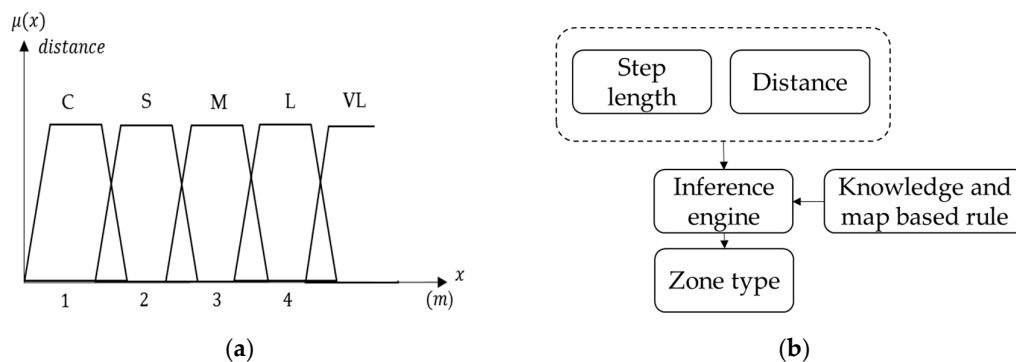 μ(x)
distance
C S M L VL
x
1 2 3 4 (m)
(a)
Step
length
Distance
Inference
engine
Knowledge and
map based rule
Zone type
(b)